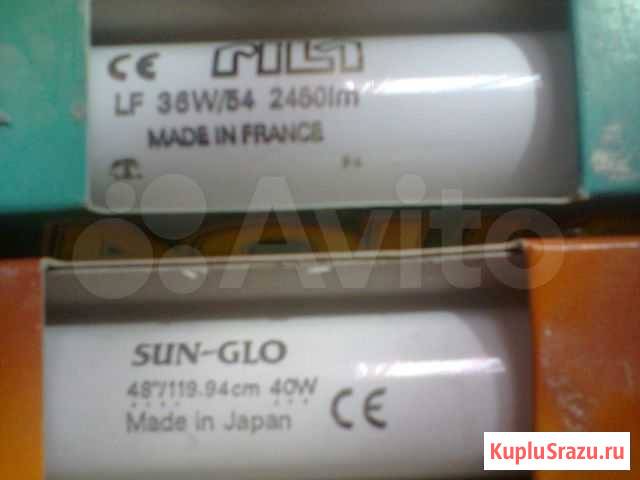 CE
LF 36W/54 2450lm
MADE IN FRANCE
F4
Avito
SUN-GLO
48"/119.94cm 40W
Made in Japan CE
KupluSrazu.ru